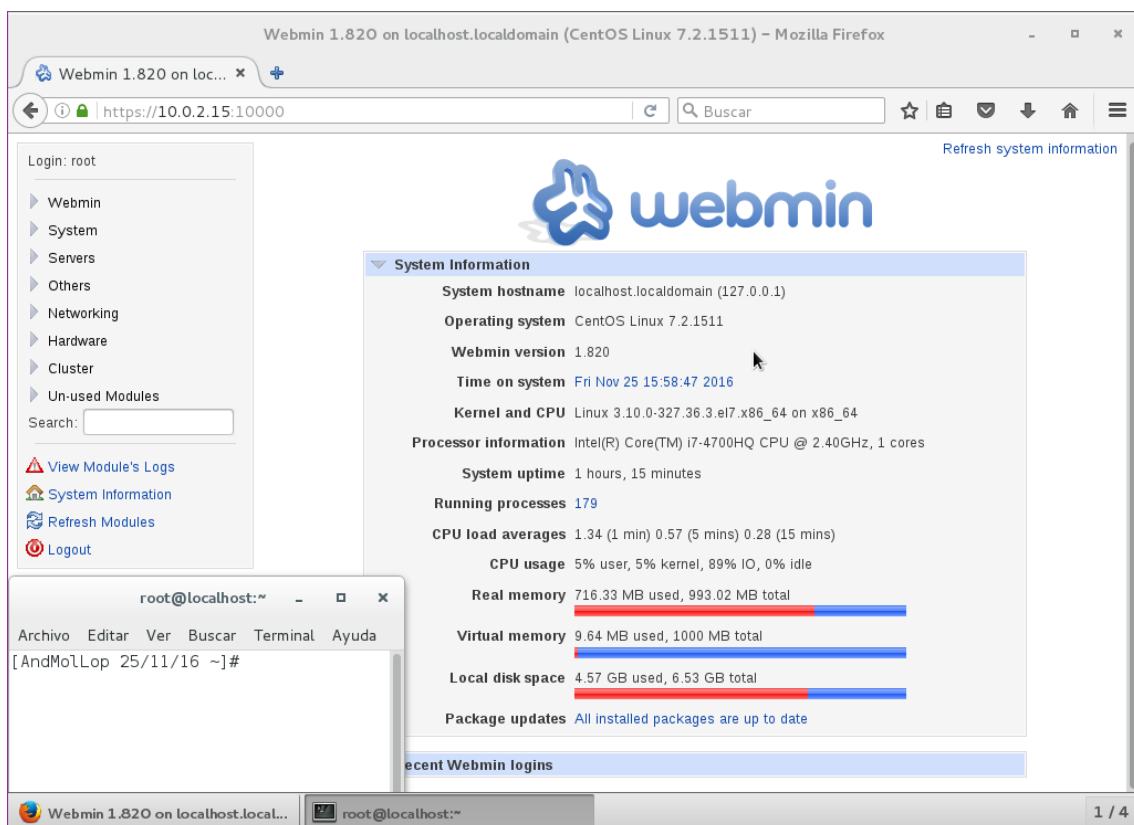 Webmin 1.820 on localhost.localdomain (CentOS Linux 7.2.1511) – Mozilla Firefox
Webmin 1.820 on loc...
https://10.0.2.15:10000
Buscar
Login: root
Webmin
System
Servers
Others
Networking
Hardware
Cluster
Un-used Modules
Search:
View Module's Logs
System Information
Refresh Modules
Logout
Refresh system information
webmin
System Information
System hostname localhost.localdomain (127.0.0.1)
Operating system CentOS Linux 7.2.1511
Webmin version 1.820
Time on system Fri Nov 25 15:58:47 2016
Kernel and CPU Linux 3.10.0-327.36.3.el7.x86_64 on x86_64
Processor information Intel(R) Core(TM) i7-4700HQ CPU @ 2.40GHz, 1 cores
System uptime 1 hours, 15 minutes
Running processes 179
CPU load averages 1.34 (1 min) 0.57 (5 mins) 0.28 (15 mins)
CPU usage 5% user, 5% kernel, 89% IO, 0% idle
Real memory 716.33 MB used, 993.02 MB total
Virtual memory 9.64 MB used, 1000 MB total
Local disk space 4.57 GB used, 6.53 GB total
Package updates All installed packages are up to date
ecent Webmin logins
root@localhost:~
Archivo Editar Ver Buscar Terminal Ayuda
[AndMolLop 25/11/16 ~]#
Webmin 1.820 on localhost.local...
root@localhost:~
1 / 4